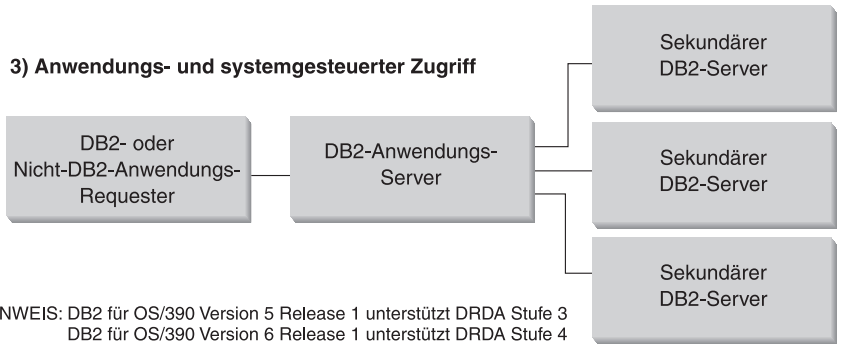 3) Anwendungs- und systemgesteuerter Zugriff
DB2- oder
Nicht-DB2-Anwendungs-
Requester
DB2-Anwendungs-
Server
Sekundärer
DB2-Server
Sekundärer
DB2-Server
Sekundärer
DB2-Server
NWEIS: DB2 für OS/390 Version 5 Release 1 unterstützt DRDA Stufe 3
DB2 für OS/390 Version 6 Release 1 unterstützt DRDA Stufe 4